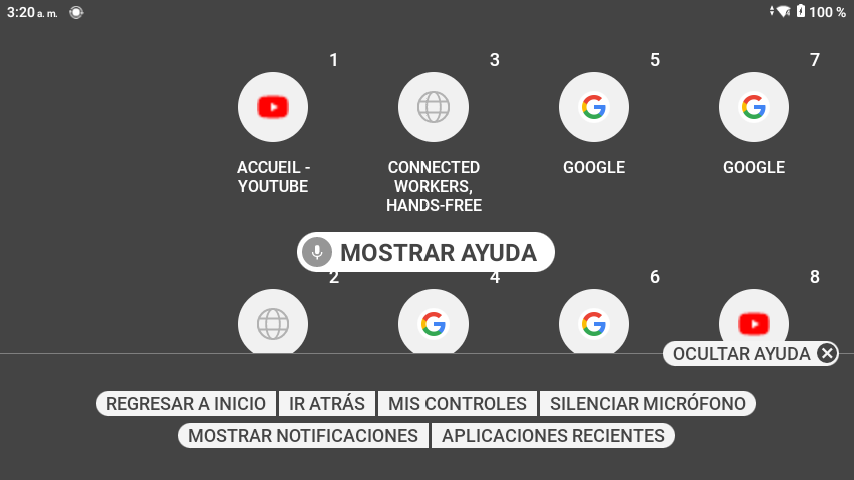 3:20 a. m.
100 %
1
3
5
7
ACCUEIL -
YOUTUBE
CONNECTED
WORKERS,
HANDS-FREE
GOOGLE
GOOGLE
MOSTRAR AYUDA
2
4
6
8
OCULTAR AYUDA
REGRESAR A INICIO
IR ATRÁS
MIS CONTROLES
SILENCIAR MICRÓFONO
MOSTRAR NOTIFICACIONES
APLICACIONES RECIENTES